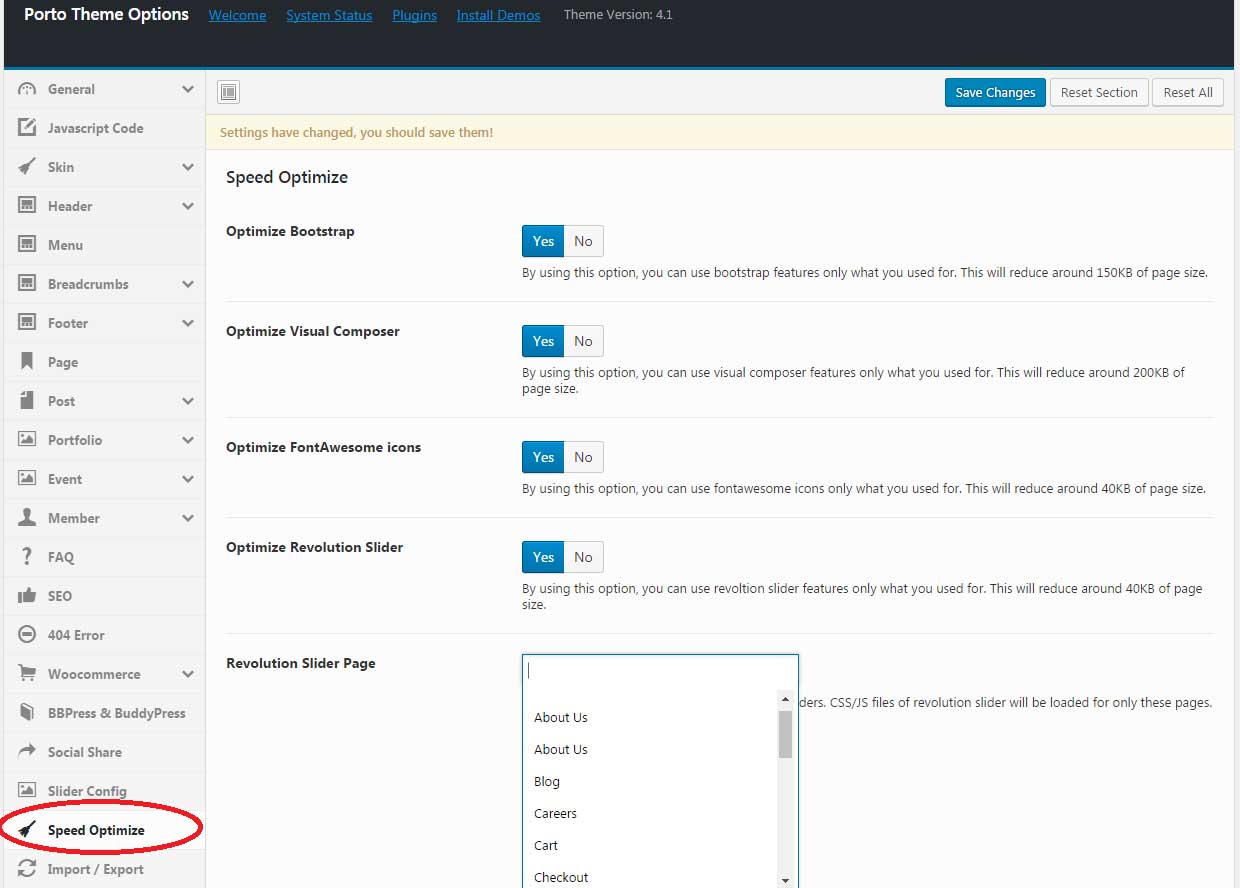 Porto Theme Options Welcome System Status Plugins Install Demos Theme Version: 4.1
General
Javascript Code
Skin
Header
Menu
Breadcrumbs
Footer
Page
Post
Portfolio
Event
Member
FAQ
SEO
404 Error
Woocommerce
BBPress & BuddyPress
Social Share
Slider Config
Speed Optimize
Import / Export
Save Changes Reset Section Reset All
Settings have changed, you should save them!
Speed Optimize
Optimize Bootstrap
Yes No
By using this option, you can use bootstrap features only what you used for. This will reduce around 150KB of page size.
Optimize Visual Composer
Yes No
By using this option, you can use visual composer features only what you used for. This will reduce around 200KB of
page size.
Optimize FontAwesome icons
Yes No
By using this option, you can use fontawesome icons only what you used for. This will reduce around 40KB of page size.
Optimize Revolution Slider
Yes No
By using this option, you can use revoltion slider features only what you used for. This will reduce around 40KB of page
size.
Revolution Slider Page
ders. CSS/JS files of revolution slider will be loaded for only these pages.
About Us
About Us
Blog
Careers
Cart
Checkout